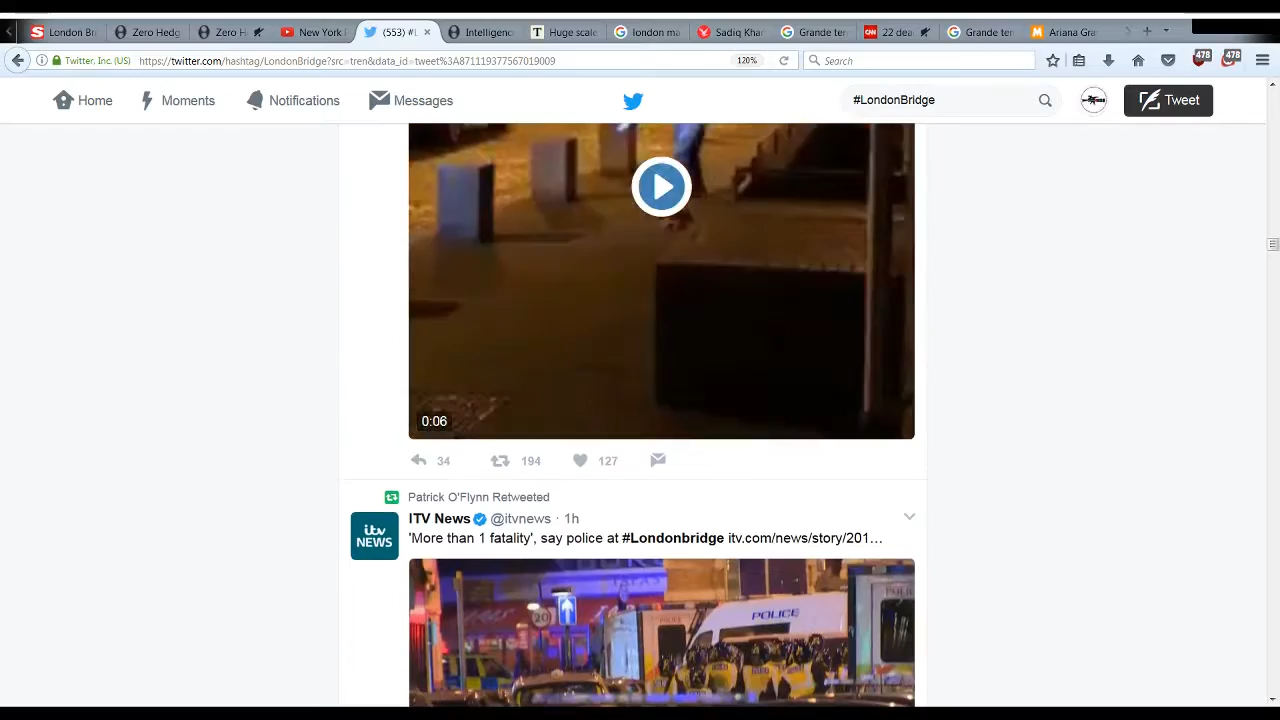 London Br
Zero Hedg
Zero H
New York
(553) #L
Intelligenc
Huge scale
london ma
Sadiq Khan
Grande ter
CNN 22 dea
Grande ter
Ariana Gra
Twitter, Inc. (US) https://twitter.com/hashtag/LondonBridge?src=tren&data_id=tweet%3A871119377567019009 120% Search 478 478
Home Moments Notifications Messages #LondonBridge Tweet
0:06
34 194 127
Patrick O'Flynn Retweeted
ITV News @itvnews · 1h
itv NEWS
'More than 1 fatality', say police at #Londonbridge itv.com/news/story/201…
20
POLICE